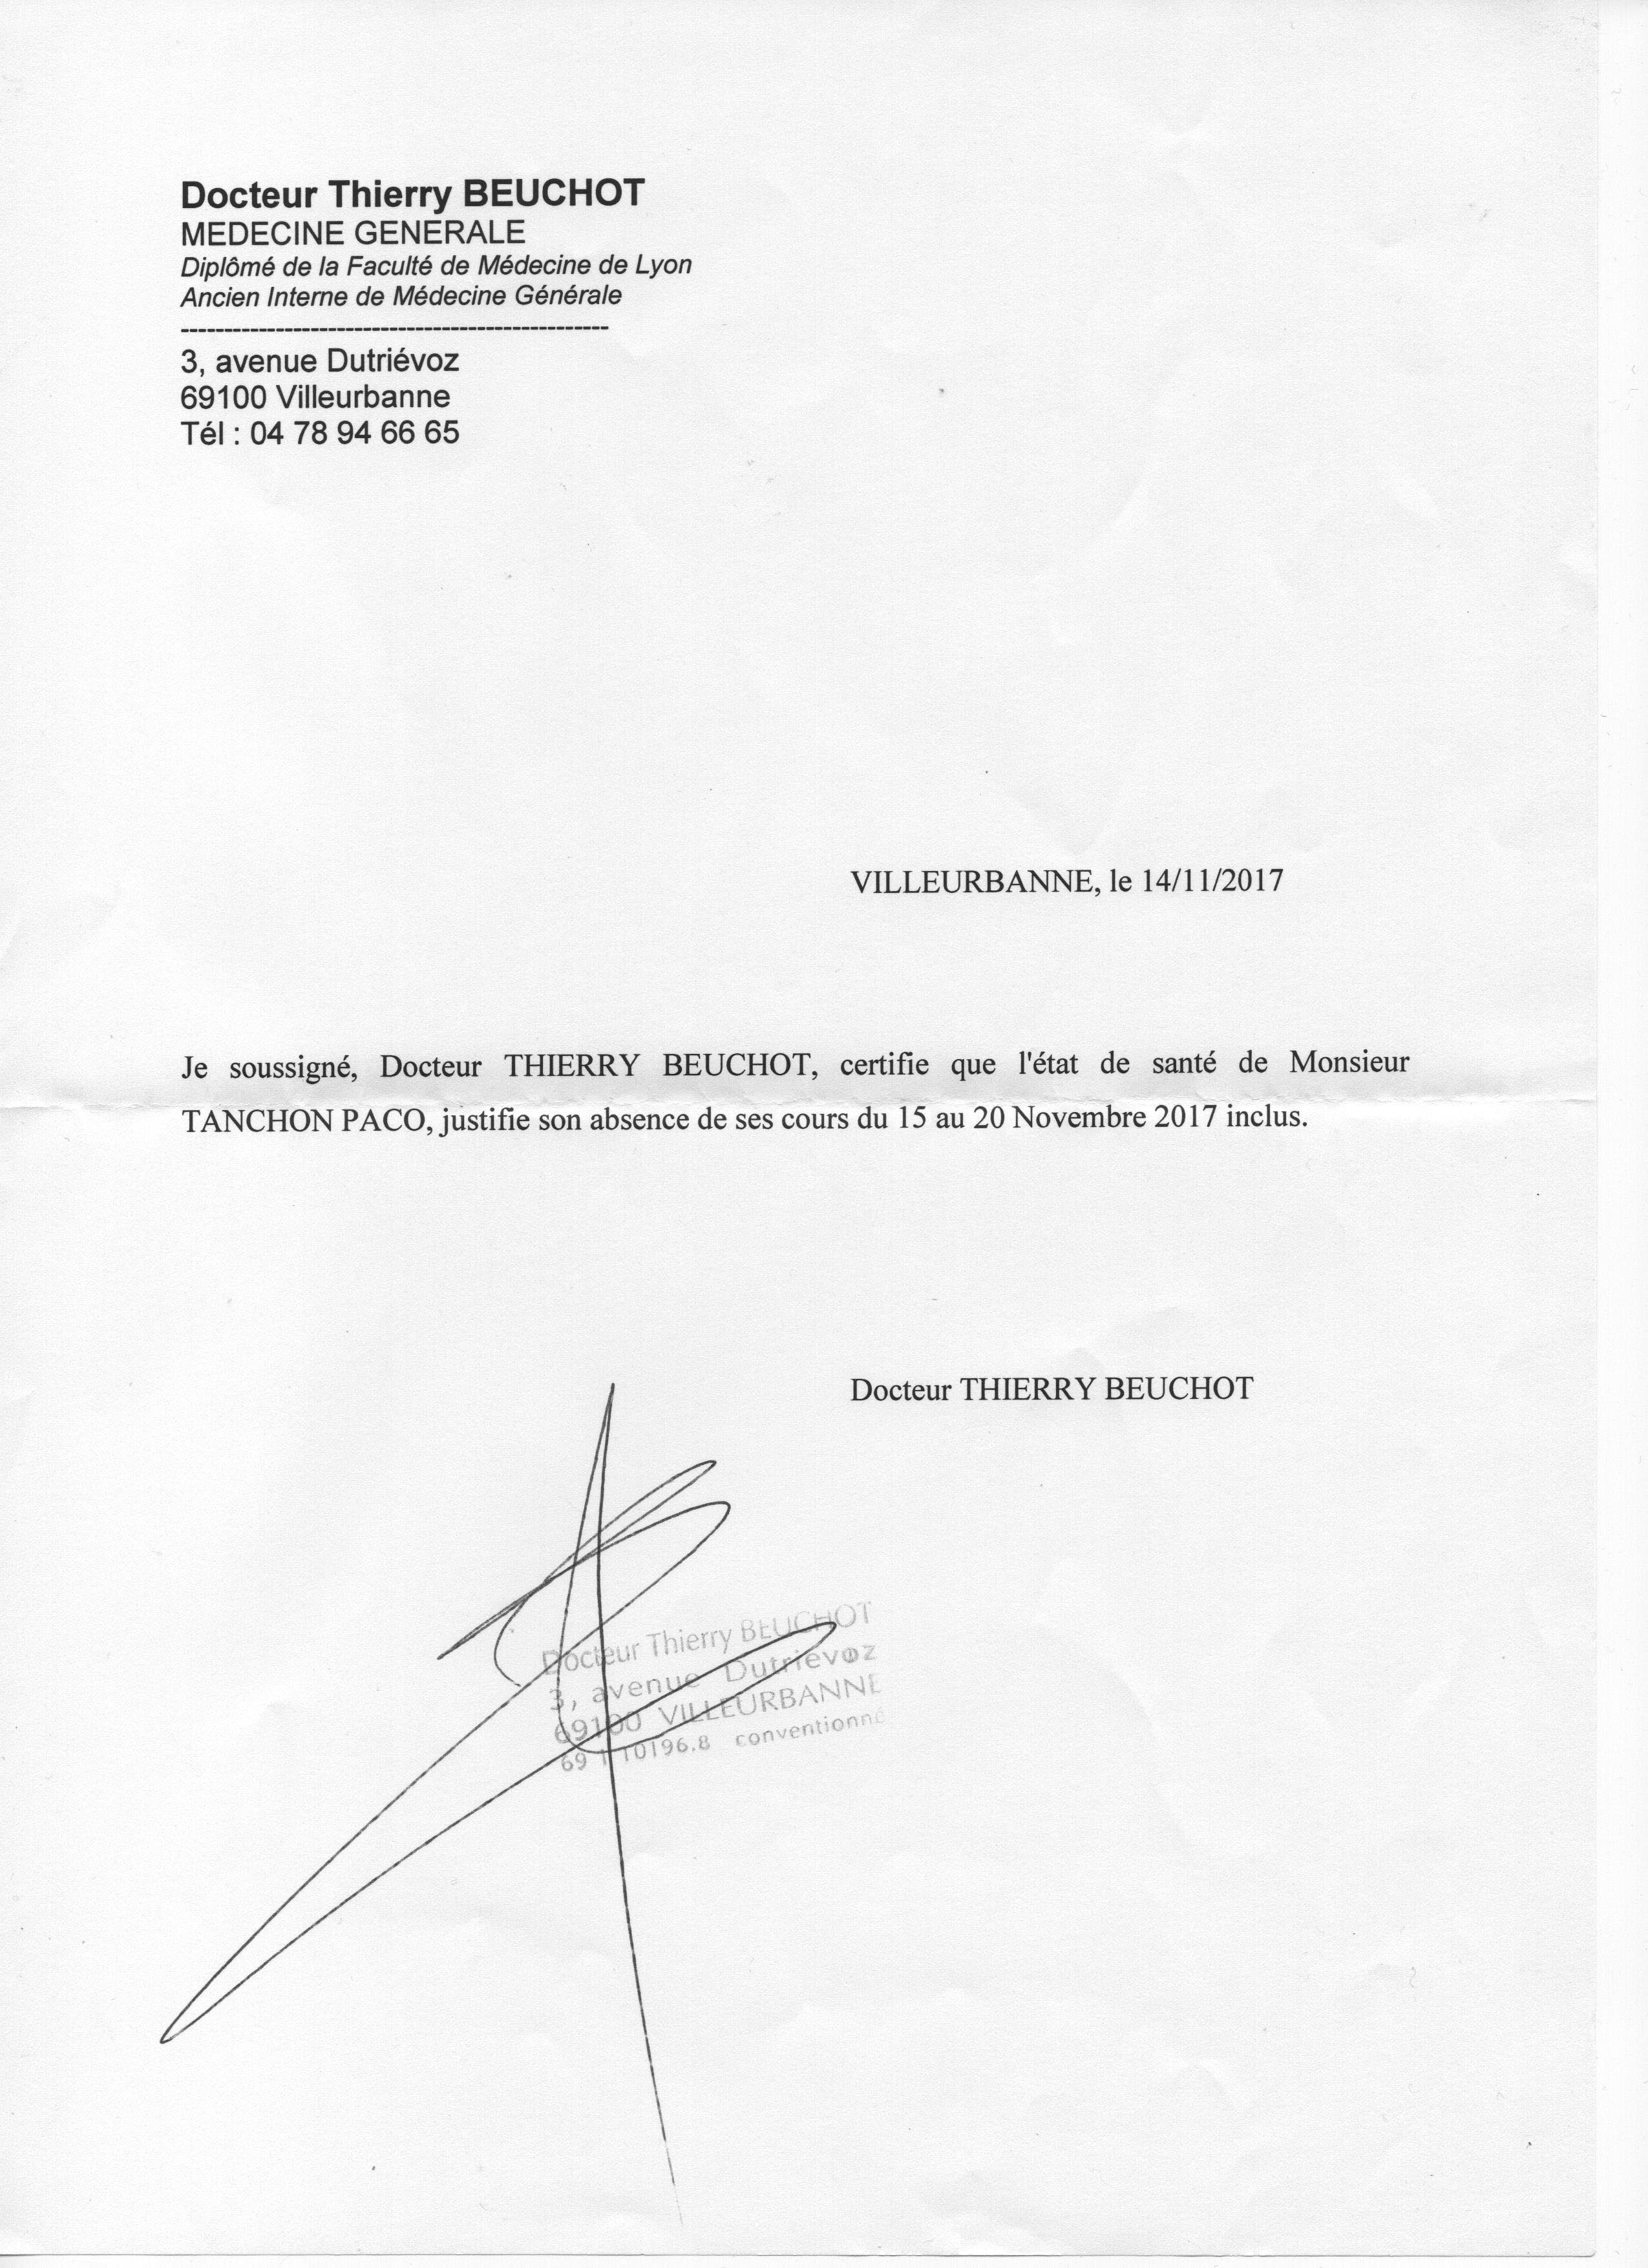 Docteur Thierry BEUCHOT
MEDECINE GENERALE
Diplômé de la Faculté de Médecine de Lyon
Ancien Interne de Médecine Générale
------------------------------------------------
3, avenue Dutriévoz
69100 Villeurbanne
Tél : 04 78 94 66 65
VILLEURBANNE, le 14/11/2017
Je soussigné, Docteur THIERRY BEUCHOT, certifie que l'état de santé de Monsieur
TANCHON PACO, justifie son absence de ses cours du 15 au 20 Novembre 2017 inclus.
Docteur THIERRY BEUCHOT
Docteur Thierry BEUCHOT
3, avenue Dutriévoz
69100 VILLEURBANNE
69 1 10196.8 conventionné